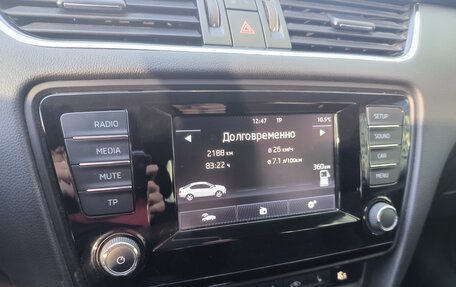 RADIO
MEDIA
MUTE
TP
12:47 TP 10.5°C
Долговременно
2188 км ø 26 км/ч
83:22 ч ø 7.1 л/100км
360км
SETUP
SOUND
CAR
MENU